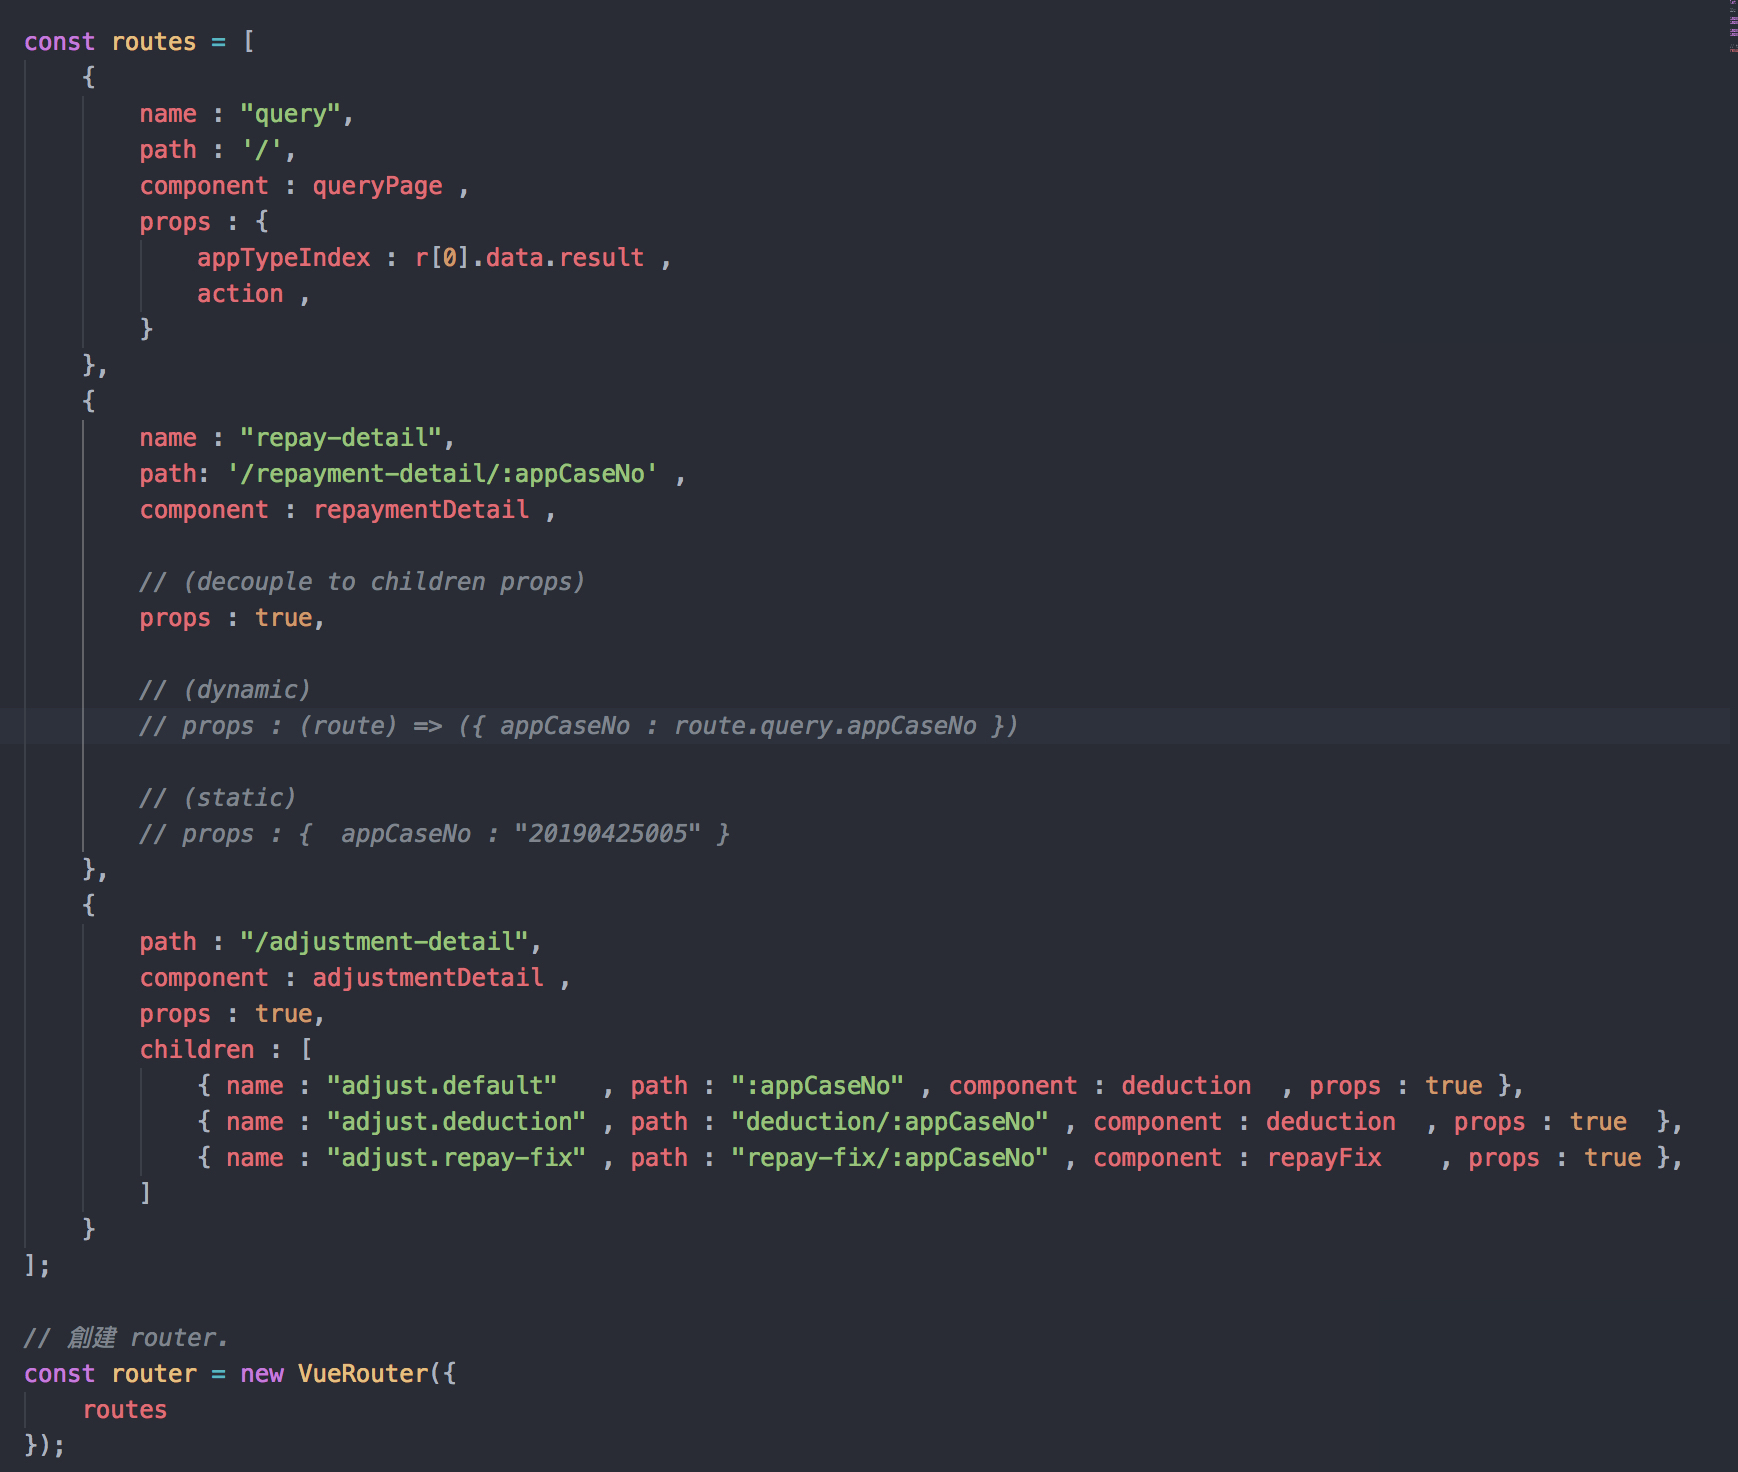 const routes = [
{
name : "query",
path : '/',
component : queryPage ,
props : {
appTypeIndex : r[0].data.result ,
action ,
}
},
{
name : "repay-detail",
path: '/repayment-detail/:appCaseNo' ,
component : repaymentDetail ,
// (decouple to children props)
props : true,
// (dynamic)
// props : (route) => ({ appCaseNo : route.query.appCaseNo })
// (static)
// props : {  appCaseNo : "20190425005" }
},
{
path : "/adjustment-detail",
component : adjustmentDetail ,
props : true,
children : [
{ name : "adjust.default"   , path : ":appCaseNo" , component : deduction  , props : true },
{ name : "adjust.deduction" , path : "deduction/:appCaseNo" , component : deduction  , props : true  },
{ name : "adjust.repay-fix" , path : "repay-fix/:appCaseNo" , component : repayFix    , props : true },
]
}
];
// 創建 router.
const router = new VueRouter({
routes
});